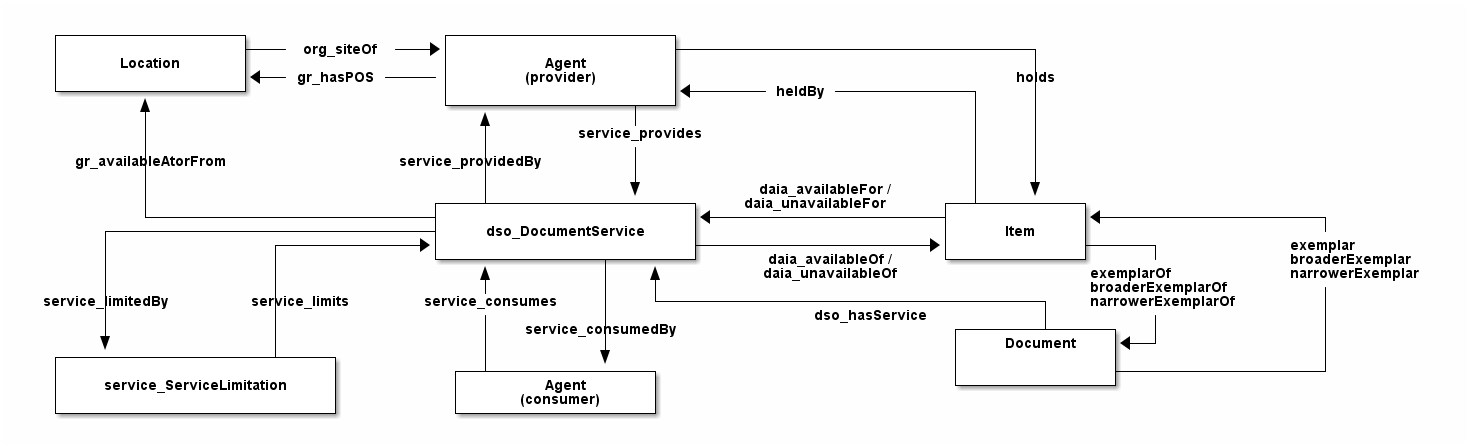 org_siteOf
Location
Agent
(provider)
gr_hasPOS
holds
heldBy
service_provides
gr_availableAtorFrom
service_providedBy
daia_availableFor /
daia_unavailableFor
dso_DocumentService
Item
exemplar
broaderExemplar
narrowerExemplar
daia_availableOf /
daia_unavailableOf
exemplarOf
broaderExemplarOf
narrowerExemplarOf
service_limitedBy
service_limits
service_consumes
dso_hasService
service_consumedBy
Document
service_ServiceLimitation
Agent
(consumer)